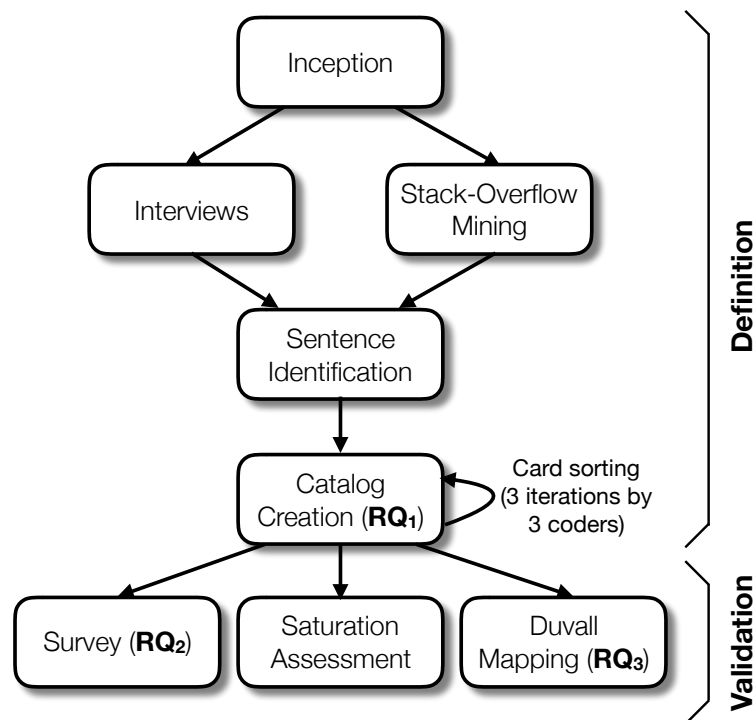 Inception
Interviews
Stack-Overflow
Mining
Sentence
Identification
Catalog
Creation (RQ₁)
Card sorting
(3 iterations by
3 coders)
Definition
Survey (RQ₂)
Saturation
Assessment
Duvall
Mapping (RQ₃)
Validation